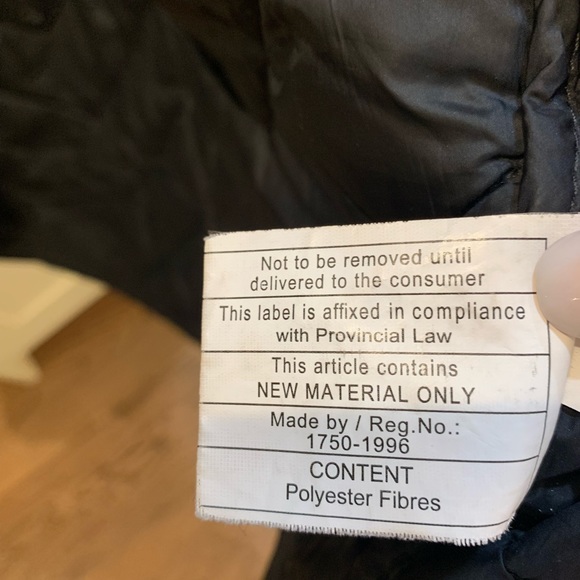 Not to be removed until
delivered to the consumer
This label is affixed in compliance
with Provincial Law
This article contains
NEW MATERIAL ONLY
Made by / Reg.No.:
1750-1996
CONTENT
Polyester Fibres